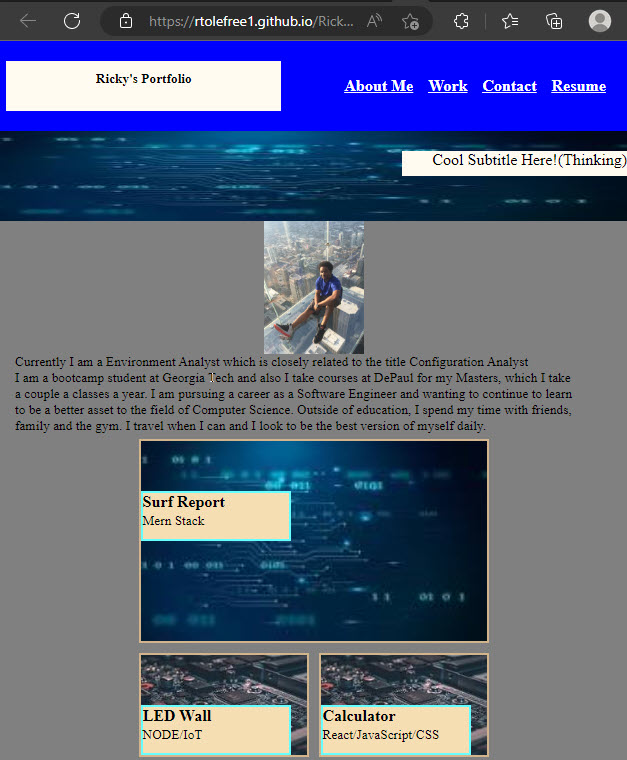 https://rtolefree1.github.io/Rick...
Ricky's Portfolio
About Me Work Contact Resume
Cool Subtitle Here!(Thinking)
Currently I am a Environment Analyst which is closely related to the title Configuration Analyst
I am a bootcamp student at Georgia Tech and also I take courses at DePaul for my Masters, which I take
a couple a classes a year. I am pursuing a career as a Software Engineer and wanting to continue to learn
to be a better asset to the field of Computer Science. Outside of education, I spend my time with friends,
family and the gym. I travel when I can and I look to be the best version of myself daily.
Surf Report
Mern Stack
LED Wall
NODE/IoT
Calculator
React/JavaScript/CSS